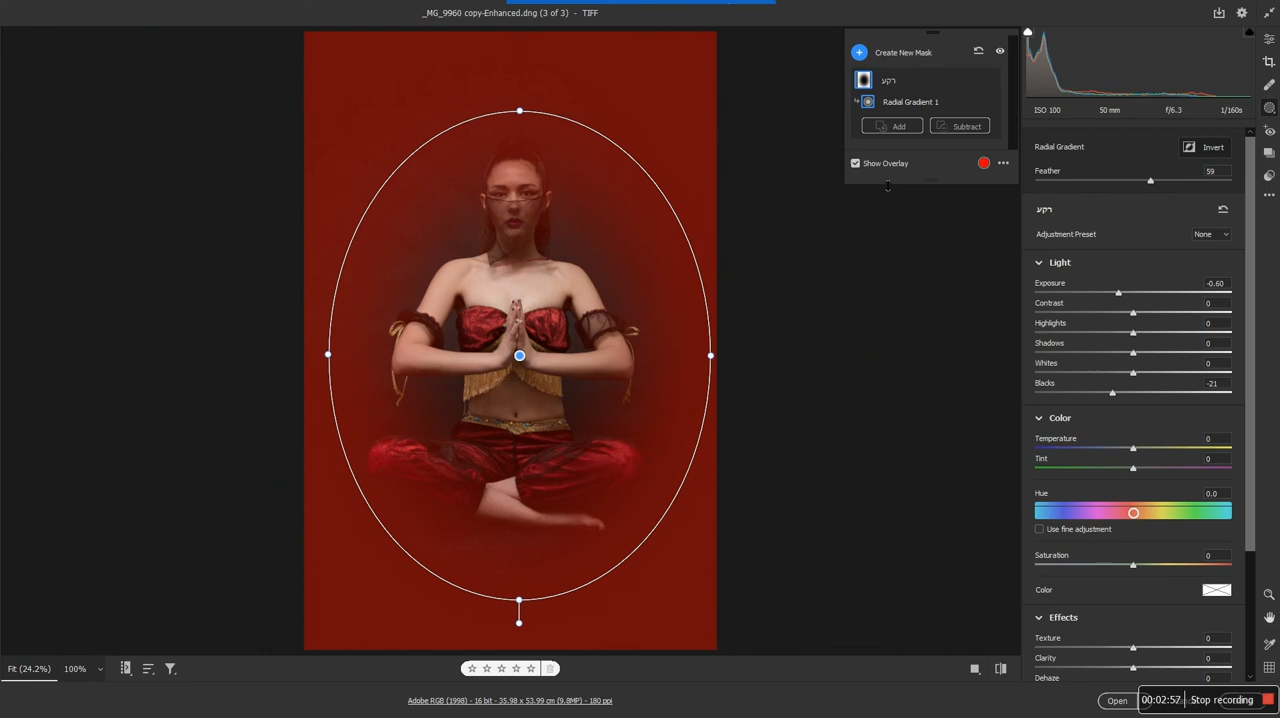 _MG_9960 copy-Enhanced.dng (3 of 3) - TIFF
Create New Mask
רקע
Radial Gradient 1
Add
Subtract
Show Overlay
ISO 100
50 mm
f/6.3
1/160s
Radial Gradient
Invert
Feather
59
רקע
Adjustment Preset
None
Light
Exposure
-0.60
Contrast
0
Highlights
0
Shadows
0
Whites
0
Blacks
-21
Color
Temperature
0
Tint
0
Hue
0.0
Use fine adjustment
Saturation
0
Color
Effects
Texture
0
Clarity
0
Dehaze
Fit (24.2%)
100%
Adobe RGB (1998) - 16 bit - 35.98 x 53.99 cm (9.8MP) - 180 ppi
Open
00:02:57
Stop recording